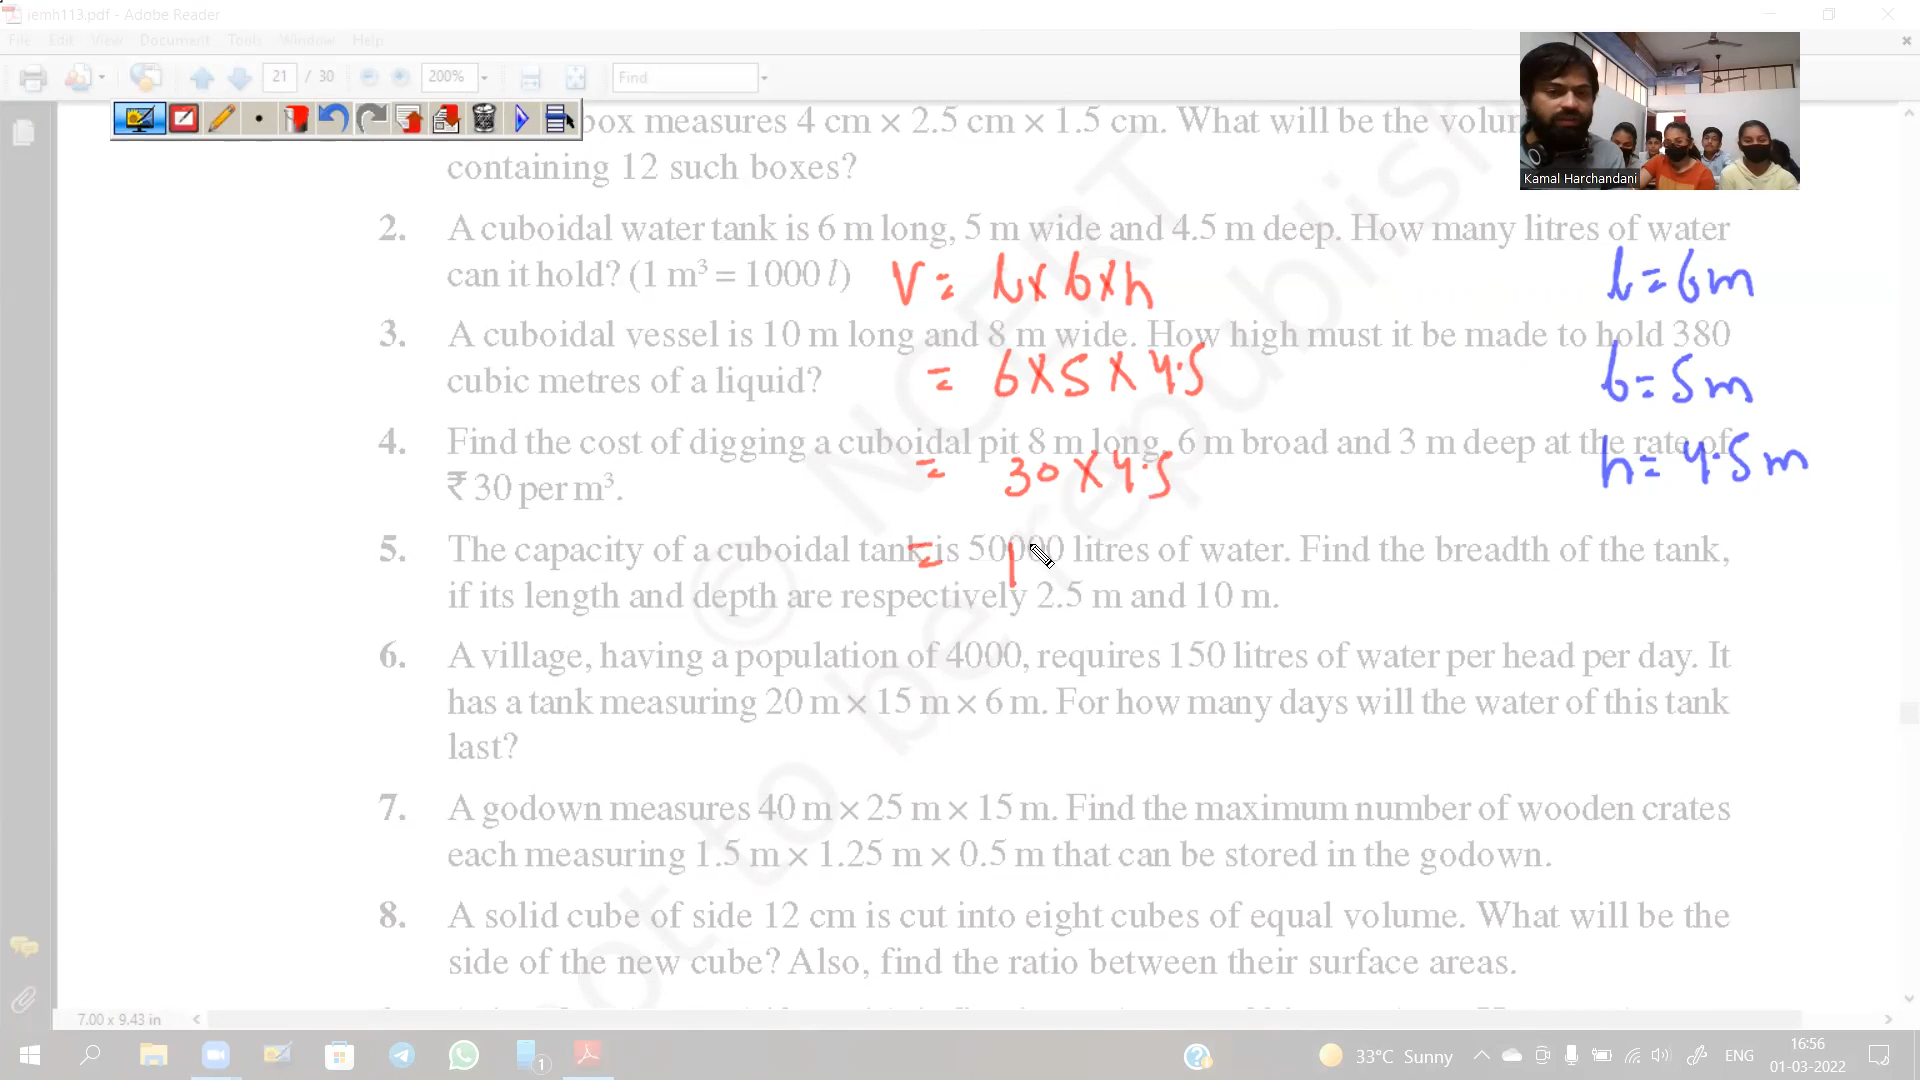 iemh113.pdf - Adobe Reader
File Edit View Document Tools Window Help
21 / 30 200% Find
box measures 4 cm × 2.5 cm × 1.5 cm. What will be the
containing 12 such boxes?
Kamal Harchandani
2. A cuboidal water tank is 6 m long, 5 m wide and 4.5 m deep. How many litres of water
can it hold? (1 m³ = 1000 l)
V = l x b x h
l = 6m
3. A cuboidal vessel is 10 m long and 8 m wide. How high must it be made to hold 380
cubic metres of a liquid?
= 6 x 5 x 4.5
b = 5m
4. Find the cost of digging a cuboidal pit 8 m long, 6 m broad and 3 m deep at the rate of
₹ 30 per m³.
= 30 x 4.5
h = 4.5m
5. The capacity of a cuboidal tank is 50000 litres of water. Find the breadth of the tank,
if its length and depth are respectively 2.5 m and 10 m.
= 1
6. A village, having a population of 4000, requires 150 litres of water per head per day. It
has a tank measuring 20 m × 15 m × 6 m. For how many days will the water of this tank
last?
7. A godown measures 40 m × 25 m × 15 m. Find the maximum number of wooden crates
each measuring 1.5 m × 1.25 m × 0.5 m that can be stored in the godown.
8. A solid cube of side 12 cm is cut into eight cubes of equal volume. What will be the
side of the new cube? Also, find the ratio between their surface areas.
© NCERT
not to be republish
7.00 x 9.43 in
1
33°C Sunny
ENG
16:56
01-03-2022